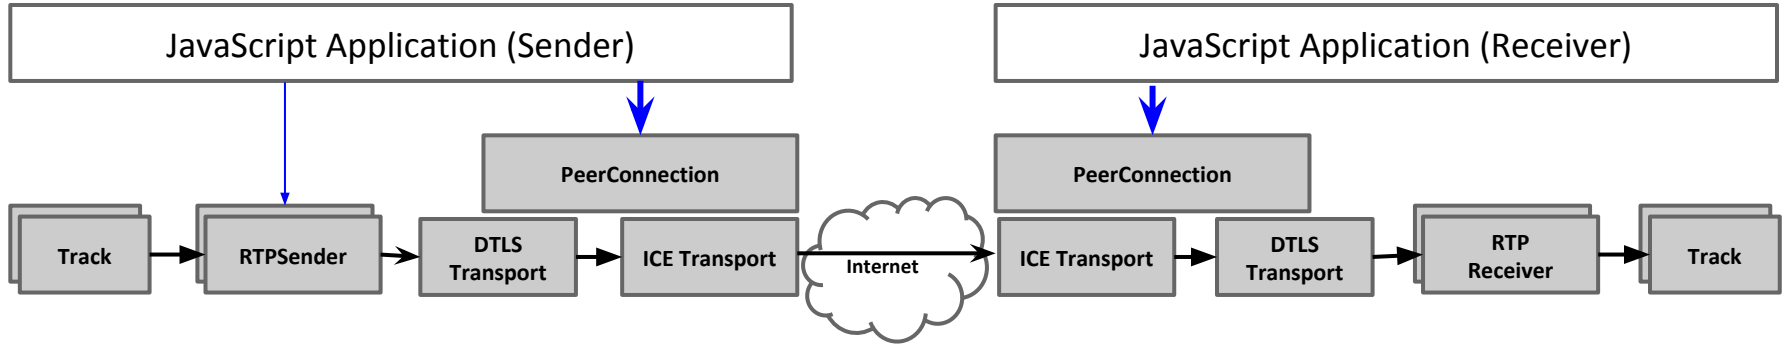 JavaScript Application (Sender)
JavaScript Application (Receiver)
PeerConnection
PeerConnection
Track
RTPSender
DTLS
Transport
ICE Transport
Internet
ICE Transport
DTLS
Transport
RTP
Receiver
Track